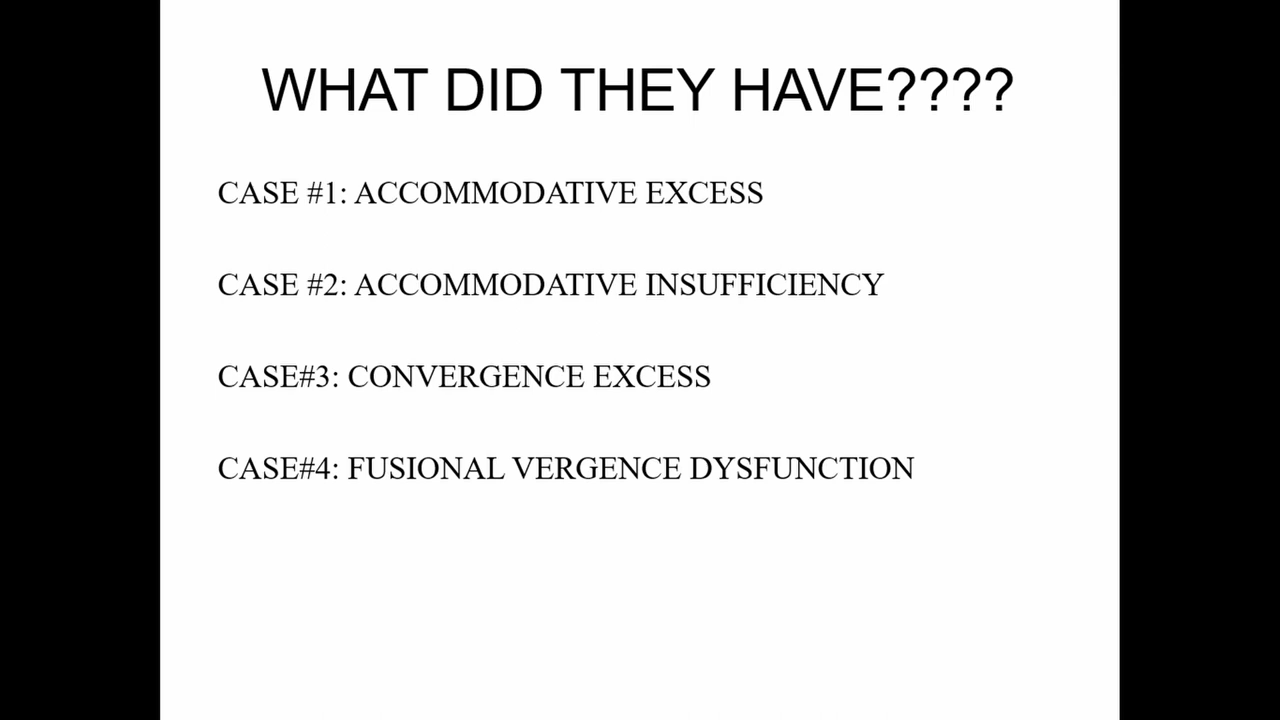 WHAT DID THEY HAVE????
CASE #1: ACCOMMODATIVE EXCESS
CASE #2: ACCOMMODATIVE INSUFFICIENCY
CASE#3: CONVERGENCE EXCESS
CASE#4: FUSIONAL VERGENCE DYSFUNCTION